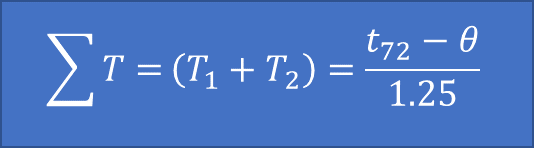 ∑ T = (T₁ + T₂) = (t₇₂ − θ) / 1.25